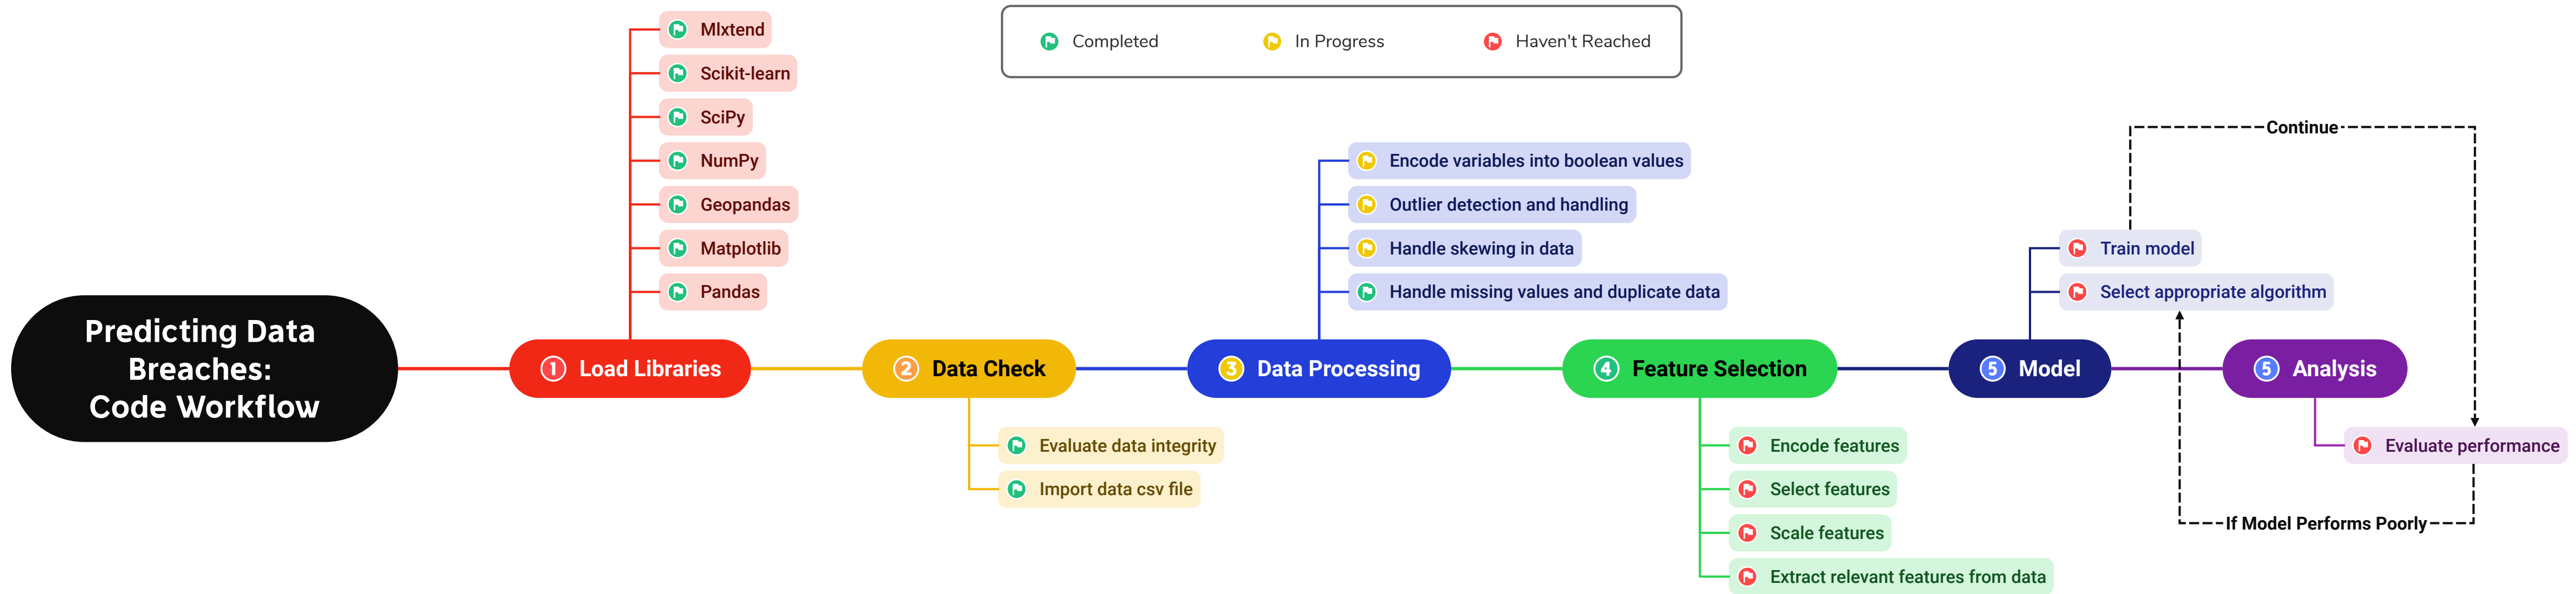 Mlxtend
Scikit-learn
SciPy
NumPy
Geopandas
Matplotlib
Pandas
Completed
In Progress
Haven't Reached
Encode variables into boolean values
Outlier detection and handling
Handle skewing in data
Handle missing values and duplicate data
Continue
Train model
Select appropriate algorithm
Predicting Data
Breaches:
Code Workflow
1 Load Libraries
2 Data Check
3 Data Processing
4 Feature Selection
5 Model
5 Analysis
Evaluate data integrity
Import data csv file
Encode features
Select features
Scale features
Extract relevant features from data
Evaluate performance
If Model Performs Poorly